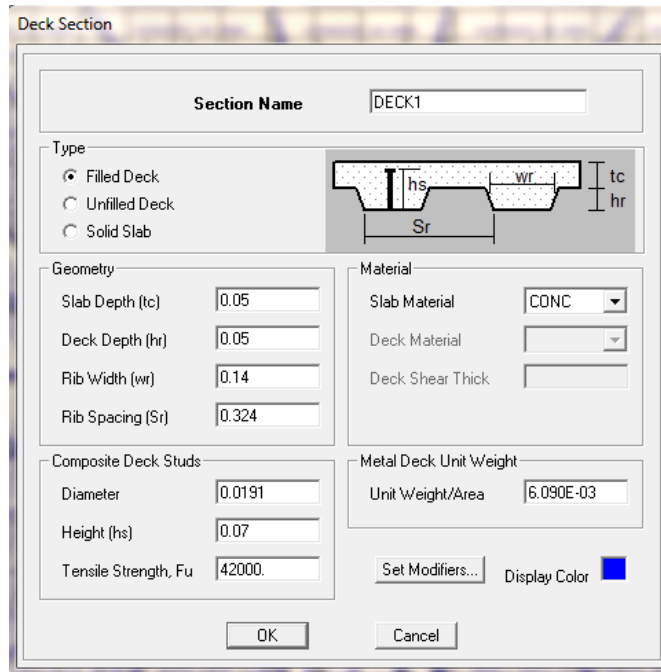 Deck Section
Section Name DECK1
Type
Filled Deck
Unfilled Deck
Solid Slab
hs wr tc
hr
Sr
Geometry
Slab Depth (tc) 0.05
Deck Depth (hr) 0.05
Rib Width (wr) 0.14
Rib Spacing (Sr) 0.324
Material
Slab Material CONC
Deck Material
Deck Shear Thick
Composite Deck Studs
Diameter 0.0191
Height (hs) 0.07
Tensile Strength, Fu 42000.
Metal Deck Unit Weight
Unit Weight/Area 6.090E-03
Set Modifiers... Display Color
OK Cancel